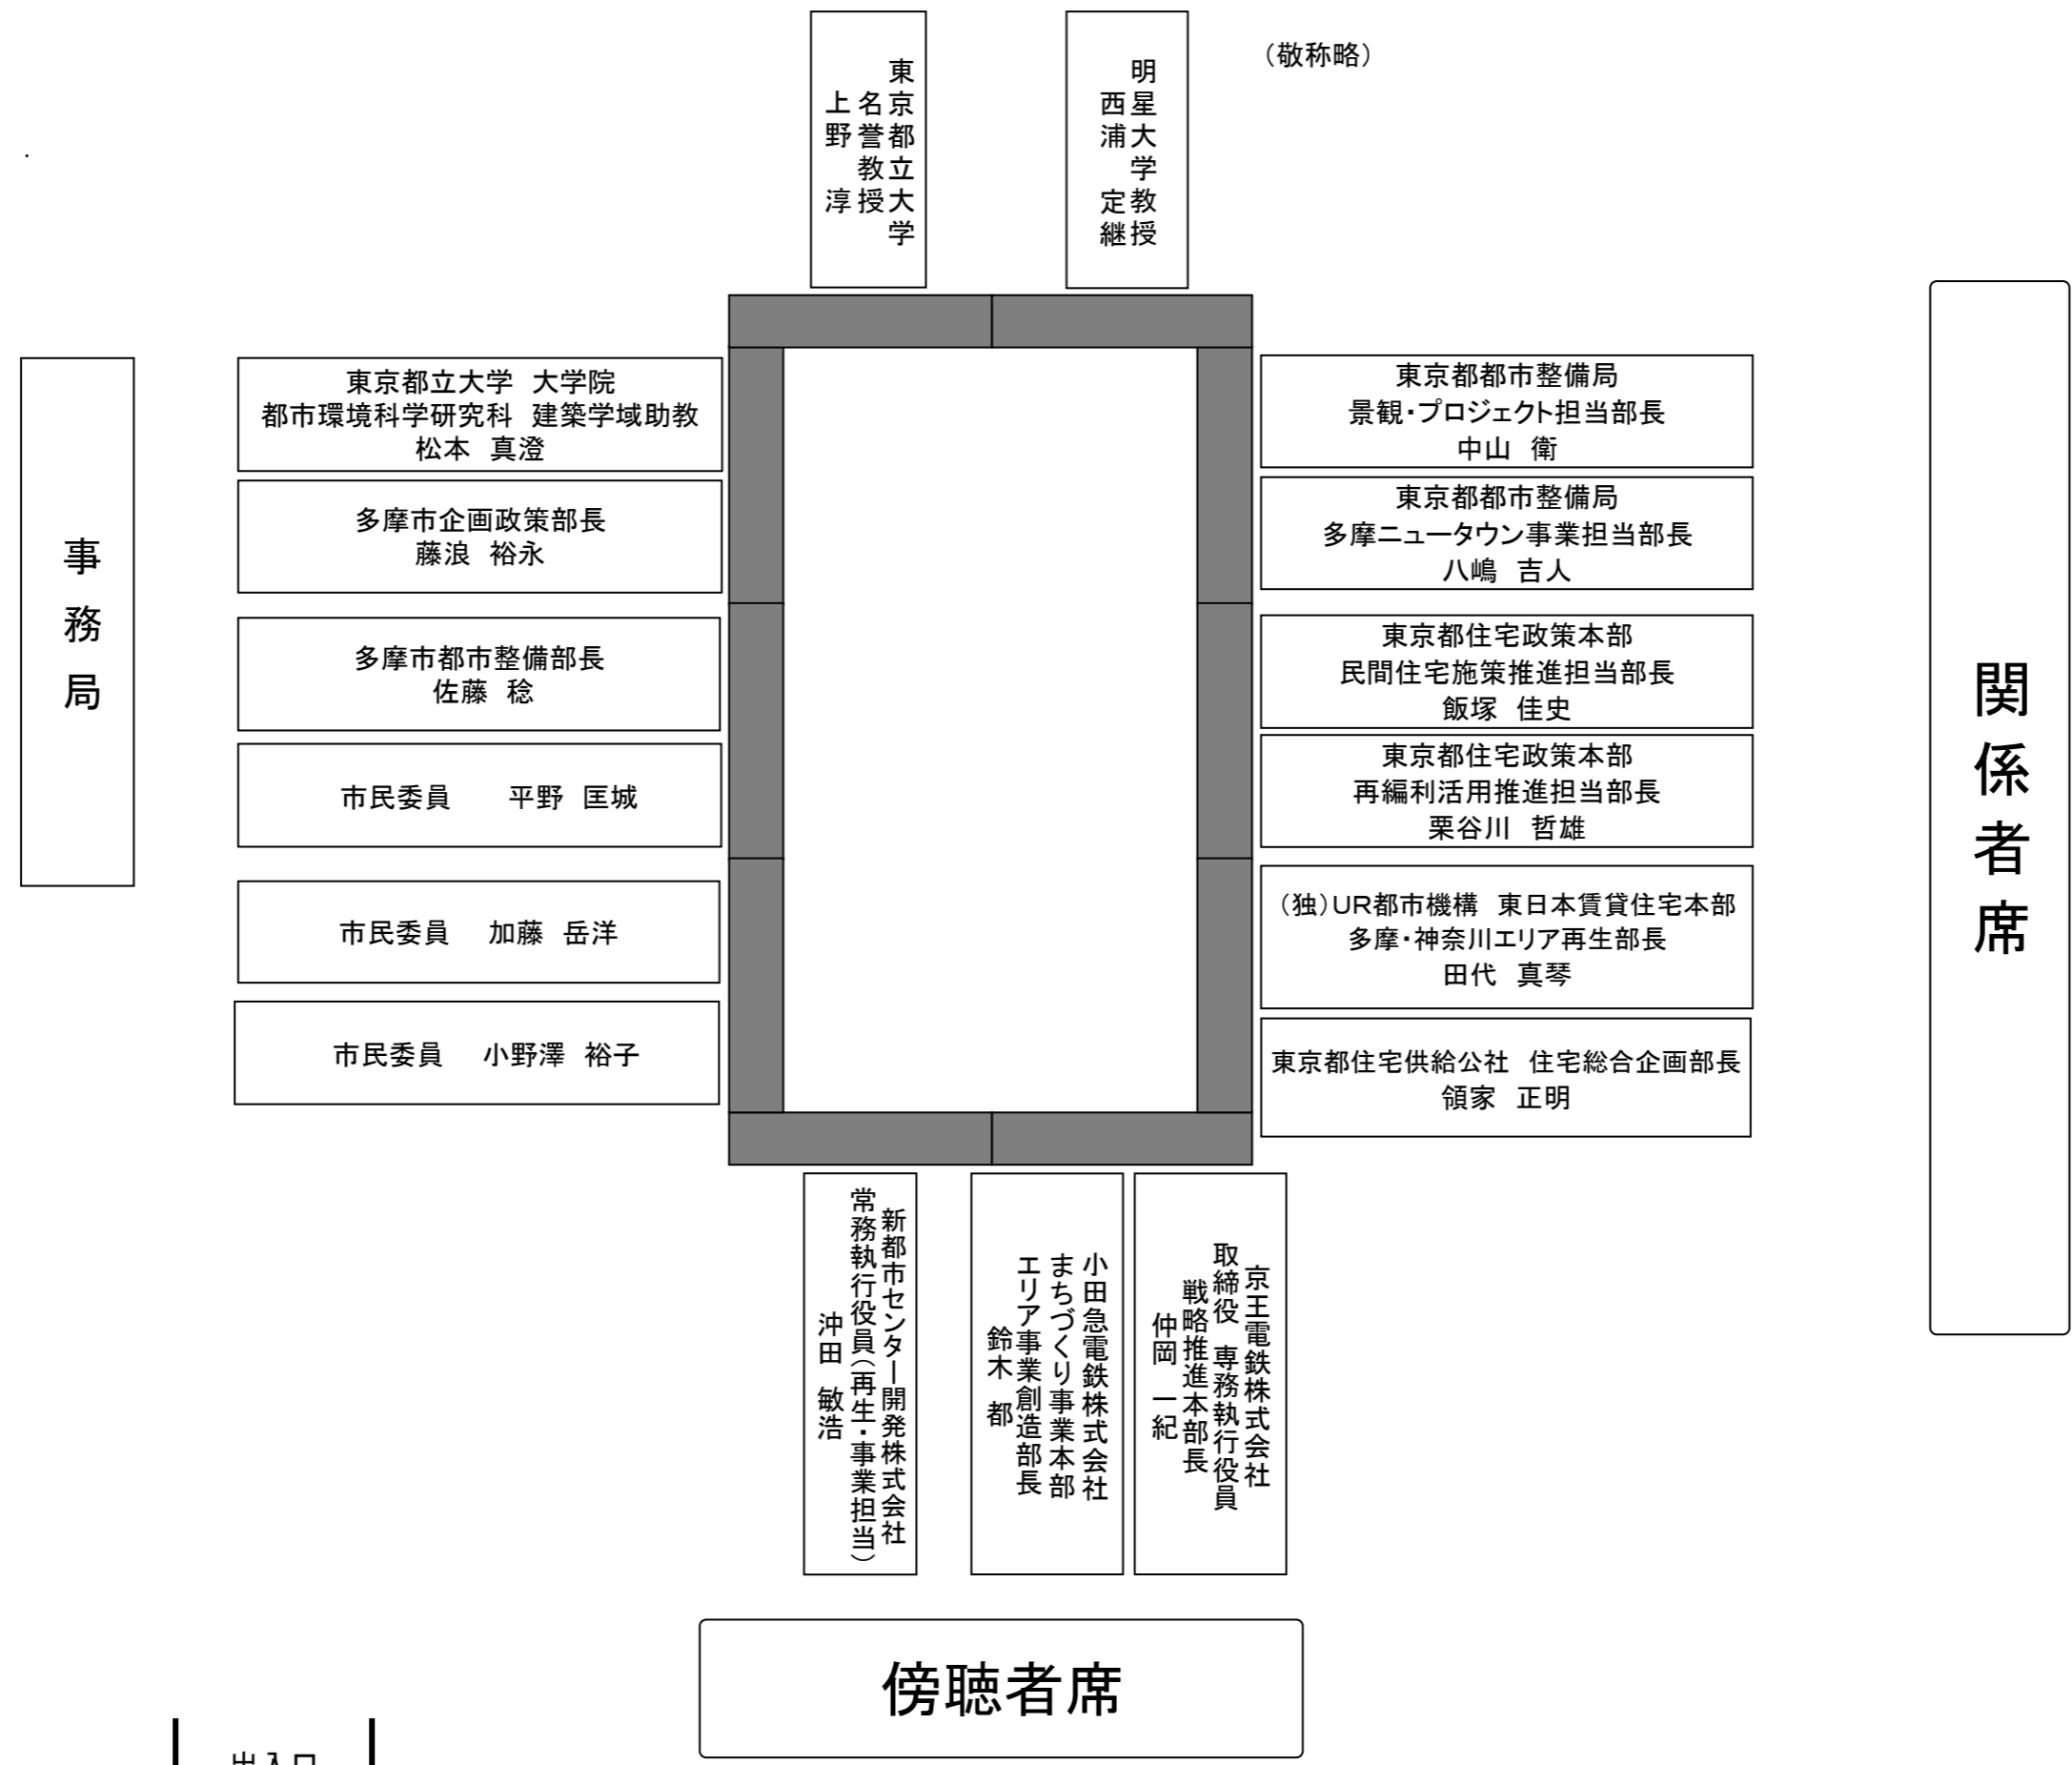 （敬称略）
東京都立大学
名誉教授
上野　淳
明星大学教授
西浦　定継
事務局
東京都立大学　大学院
都市環境科学研究科　建築学域助教
松本　真澄
多摩市企画政策部長
藤浪　裕永
多摩市都市整備部長
佐藤　稔
市民委員　　平野　匡城
市民委員　加藤　岳洋
市民委員　小野澤　裕子
東京都都市整備局
景観・プロジェクト担当部長
中山　衛
東京都都市整備局
多摩ニュータウン事業担当部長
八嶋　吉人
東京都住宅政策本部
民間住宅施策推進担当部長
飯塚　佳史
東京都住宅政策本部
再編利活用推進担当部長
栗谷川　哲雄
（独）UR都市機構　東日本賃貸住宅本部
多摩・神奈川エリア再生部長
田代　真琴
東京都住宅供給公社　住宅総合企画部長
領家　正明
関係者席
新都市センター開発株式会社
常務執行役員（再生・事業担当）
沖田　敏浩
小田急電鉄株式会社
まちづくり事業本部
エリア事業創造部長
鈴木　都
京王電鉄株式会社
取締役　専務執行役員
戦略推進本部長
仲岡　一紀
傍聴者席
出入口